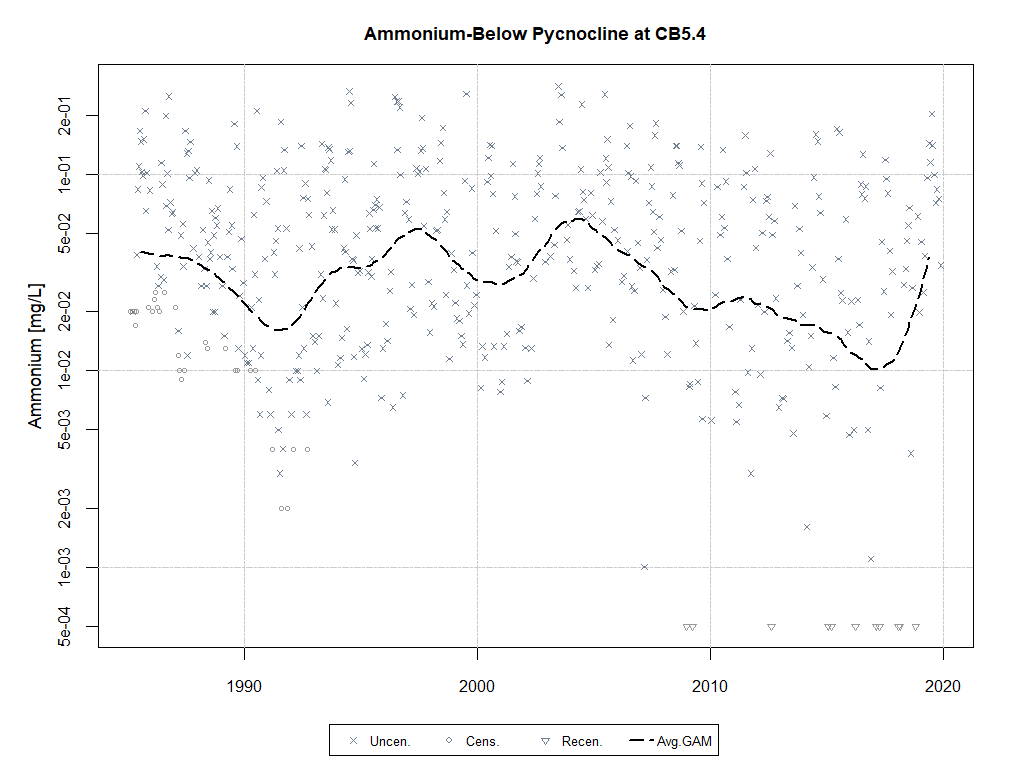 Ammonium-Below Pycnocline at CB5.4
Ammonium [mg/L]
2e-01
1e-01
5e-02
2e-02
1e-02
5e-03
2e-03
1e-03
5e-04
1990 2000 2010 2020
Uncen. Cens. Recen. Avg.GAM